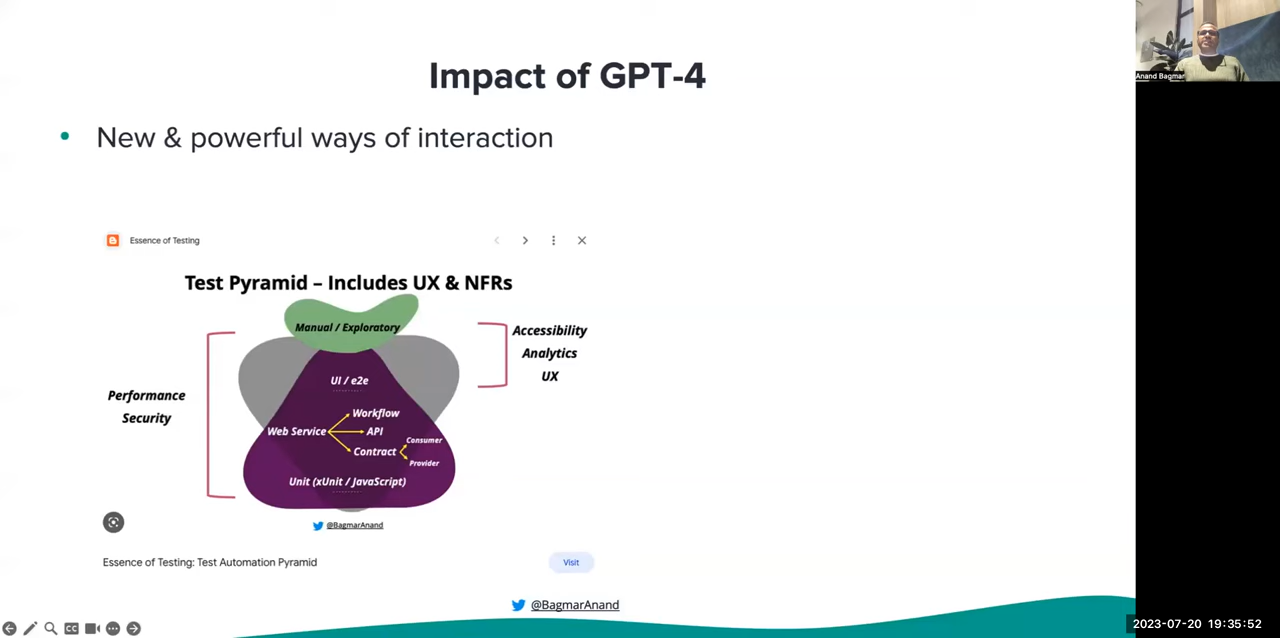 Impact of GPT-4
Anand Bagmar
• New & powerful ways of interaction
Essence of Testing
Test Pyramid – Includes UX & NFRs
Manual / Exploratory
Accessibility
Analytics
UX
UI / e2e
Performance
Security
Workflow
Web Service
API
Consumer
Contract
Provider
Unit (xUnit / JavaScript)
@BagmarAnand
Essence of Testing: Test Automation Pyramid
Visit
@BagmarAnand
CC
2023-07-20 19:35:52